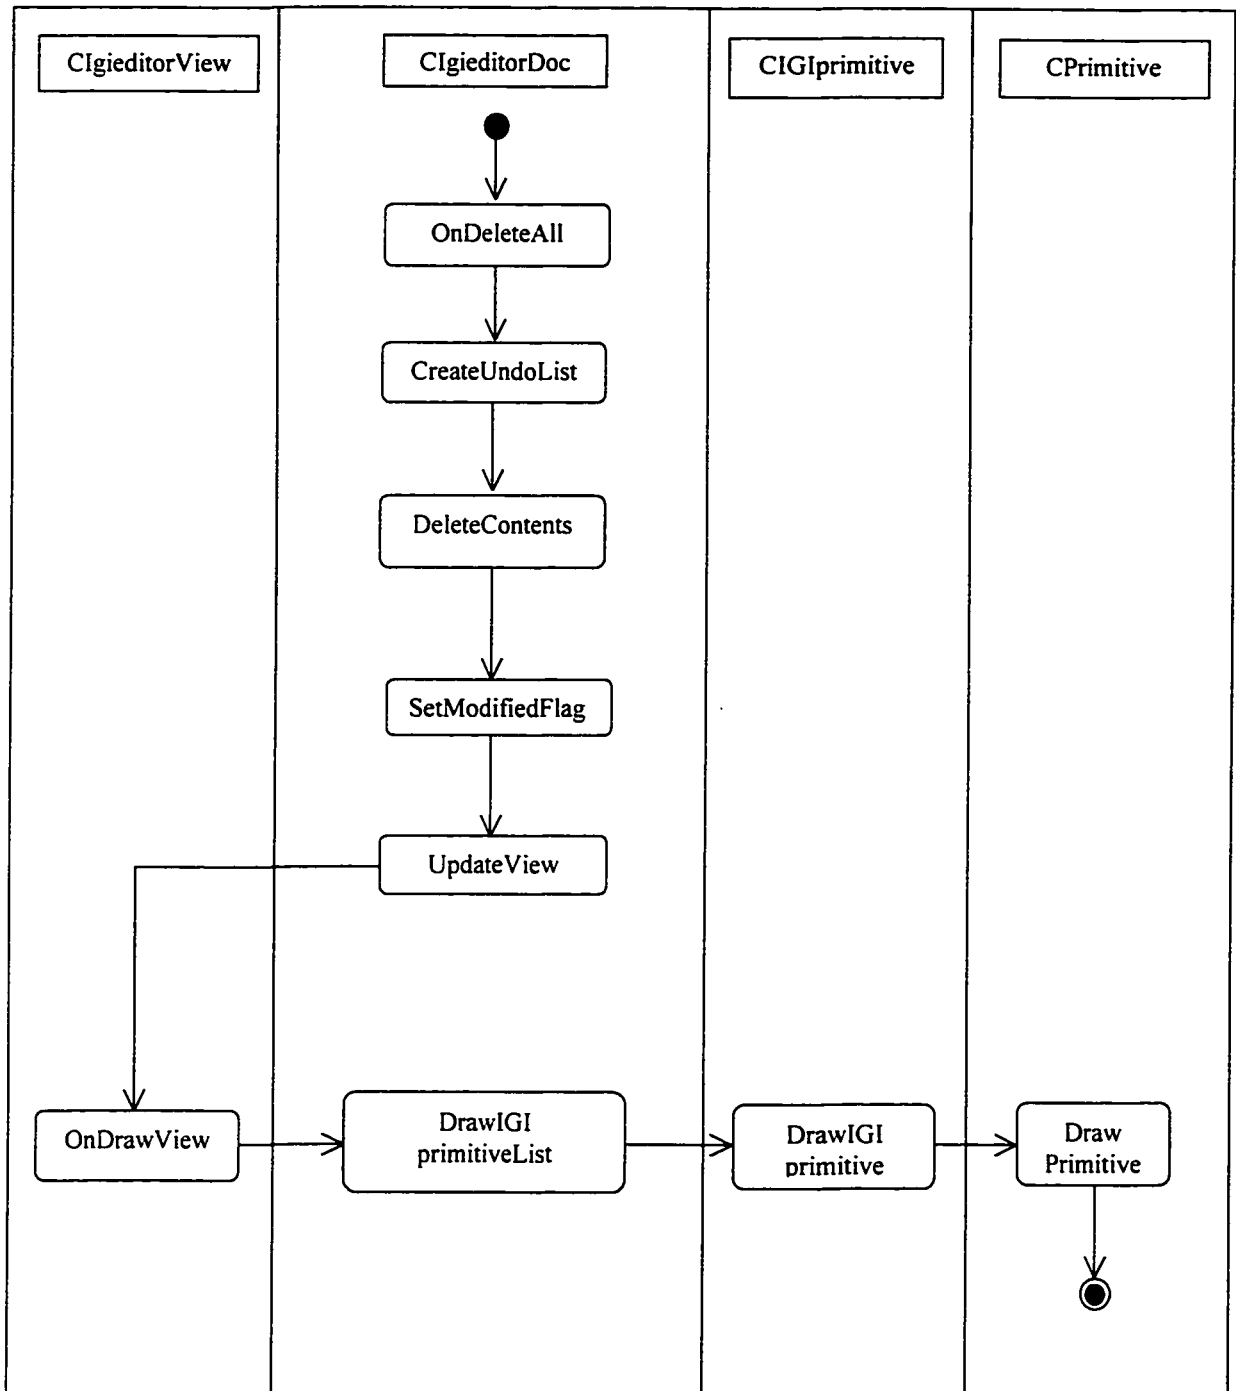 CIgieditorView
CIgieditorDoc
CIGIprimitive
CPrimitive
OnDeleteAll
CreateUndoList
DeleteContents
SetModifiedFlag
UpdateView
OnDrawView
DrawIGI
primitiveList
DrawIGI
primitive
Draw
Primitive